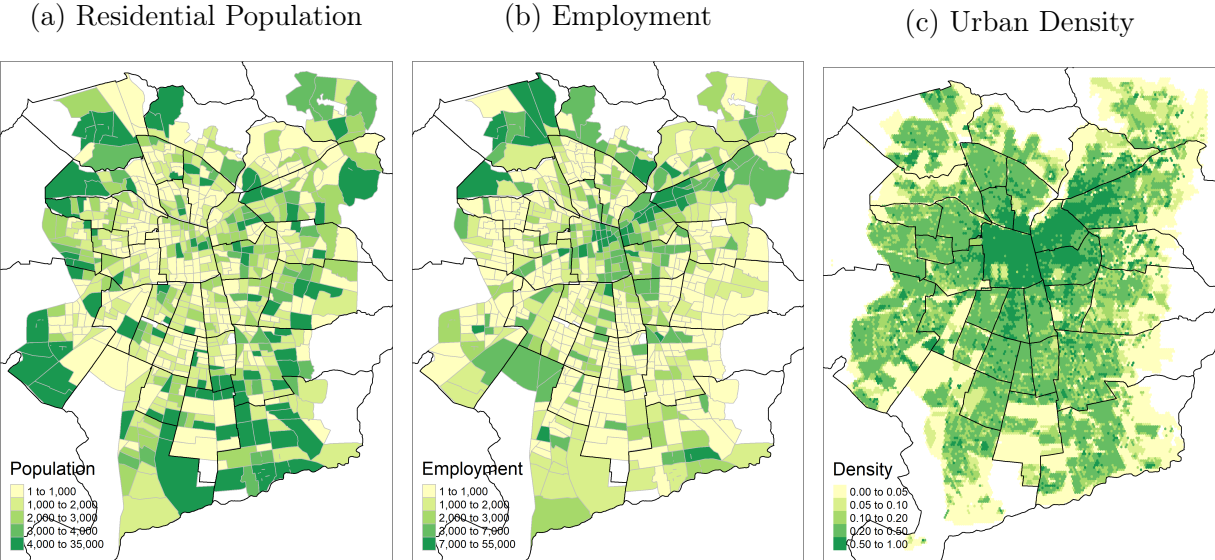 (a) Residential Population
(b) Employment
(c) Urban Density
Population
1 to 1,000
1,000 to 2,000
2,000 to 3,000
3,000 to 4,000
4,000 to 35,000
Employment
1 to 1,000
1,000 to 2,000
2,000 to 3,000
3,000 to 7,000
7,000 to 55,000
Density
0.00 to 0.05
0.05 to 0.10
0.10 to 0.20
0.20 to 0.50
0.50 to 1.00